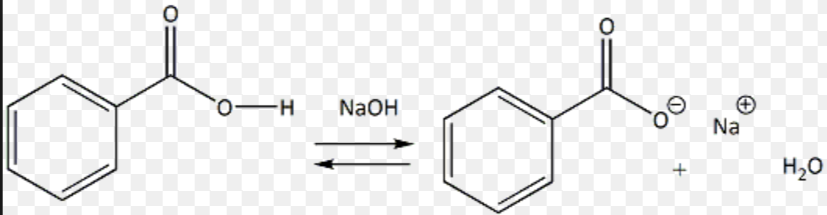 O
O—H
NaOH
O
O⊖ Na⊕
+ H₂O